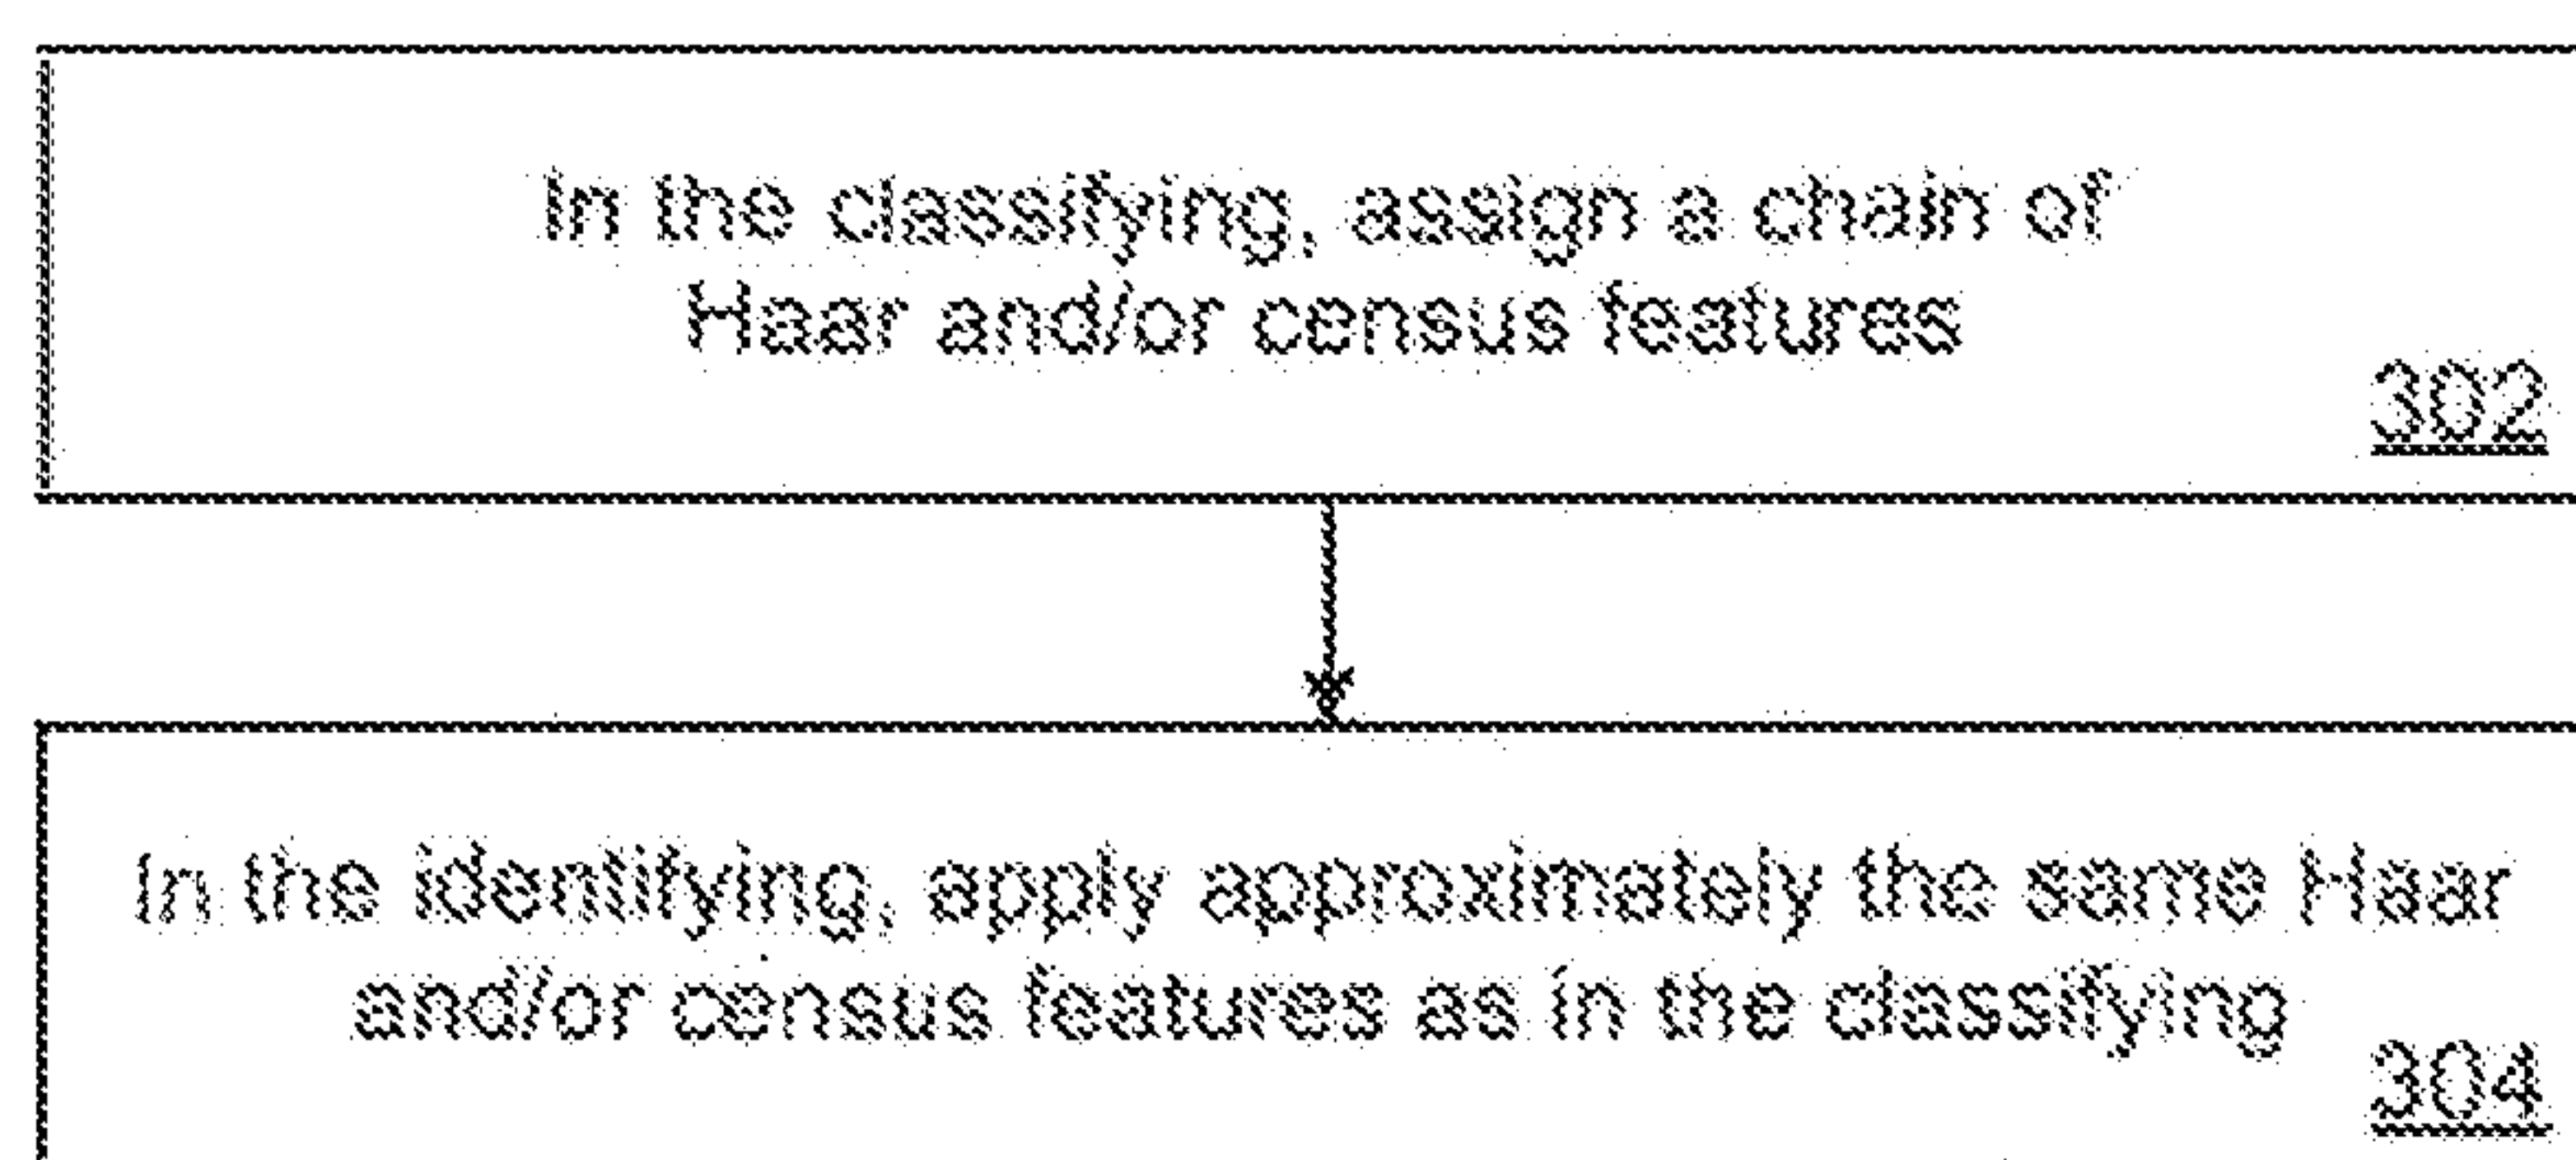 In the classifying, assign a chain of
Haar and/or census features
302
In the identifying, apply approximately the same Haar
and/or census features as in the classifying
304